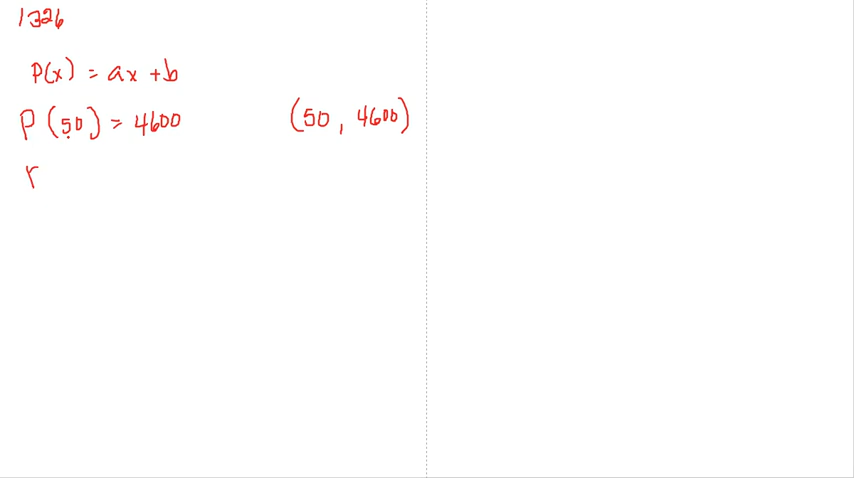 1326
P(x) = ax + b
P(50) = 4600 (50, 4600)